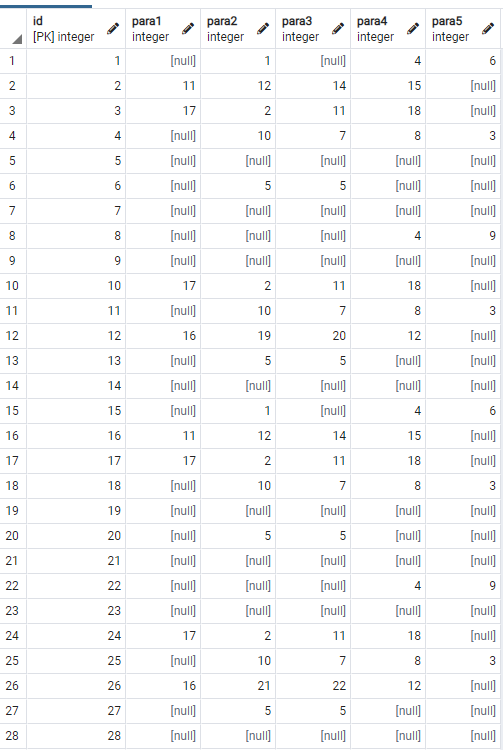 id para1 para2 para3 para4 para5
[PK] integer integer integer integer integer integer
1 1 [null] 1 [null] 4 6
2 2 11 12 14 15 [null]
3 3 17 2 11 18 [null]
4 4 [null] 10 7 8 3
5 5 [null] [null] [null] [null] [null]
6 6 [null] 5 5 [null] [null]
7 7 [null] [null] [null] [null] [null]
8 8 [null] [null] [null] 4 9
9 9 [null] [null] [null] [null] [null]
10 10 17 2 11 18 [null]
11 11 [null] 10 7 8 3
12 12 16 19 20 12 [null]
13 13 [null] 5 5 [null] [null]
14 14 [null] [null] [null] [null] [null]
15 15 [null] 1 [null] 4 6
16 16 11 12 14 15 [null]
17 17 17 2 11 18 [null]
18 18 [null] 10 7 8 3
19 19 [null] [null] [null] [null] [null]
20 20 [null] 5 5 [null] [null]
21 21 [null] [null] [null] [null] [null]
22 22 [null] [null] [null] 4 9
23 23 [null] [null] [null] [null] [null]
24 24 17 2 11 18 [null]
25 25 [null] 10 7 8 3
26 26 16 21 22 12 [null]
27 27 [null] 5 5 [null] [null]
28 28 [null] [null] [null] [null] [null]